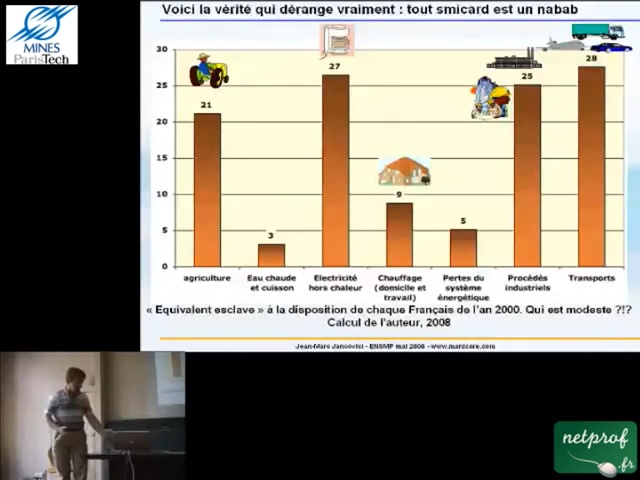 MINES
ParisTech
Voici la vérité qui dérange vraiment : tout smicard est un nabab
30
25
20
15
10
5
0
21
3
27
9
5
25
28
agriculture
Eau chaude
et cuisson
Electricité
hors chaleur
Chauffage
(domicile et
travail)
Pertes du
système
énergétique
Procédés
industriels
Transports
« Equivalent esclave » à la disposition de chaque Français de l'an 2000. Qui est modeste ?!?
Calcul de l'auteur, 2008
Jean-Marc Jancovici - ENSMP mai 2008 - www.manicore.com
netprof
.fr